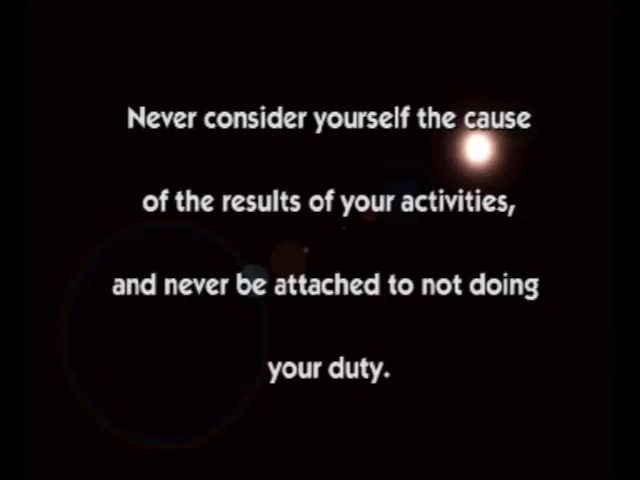 Never consider yourself the cause
of the results of your activities,
and never be attached to not doing
your duty.